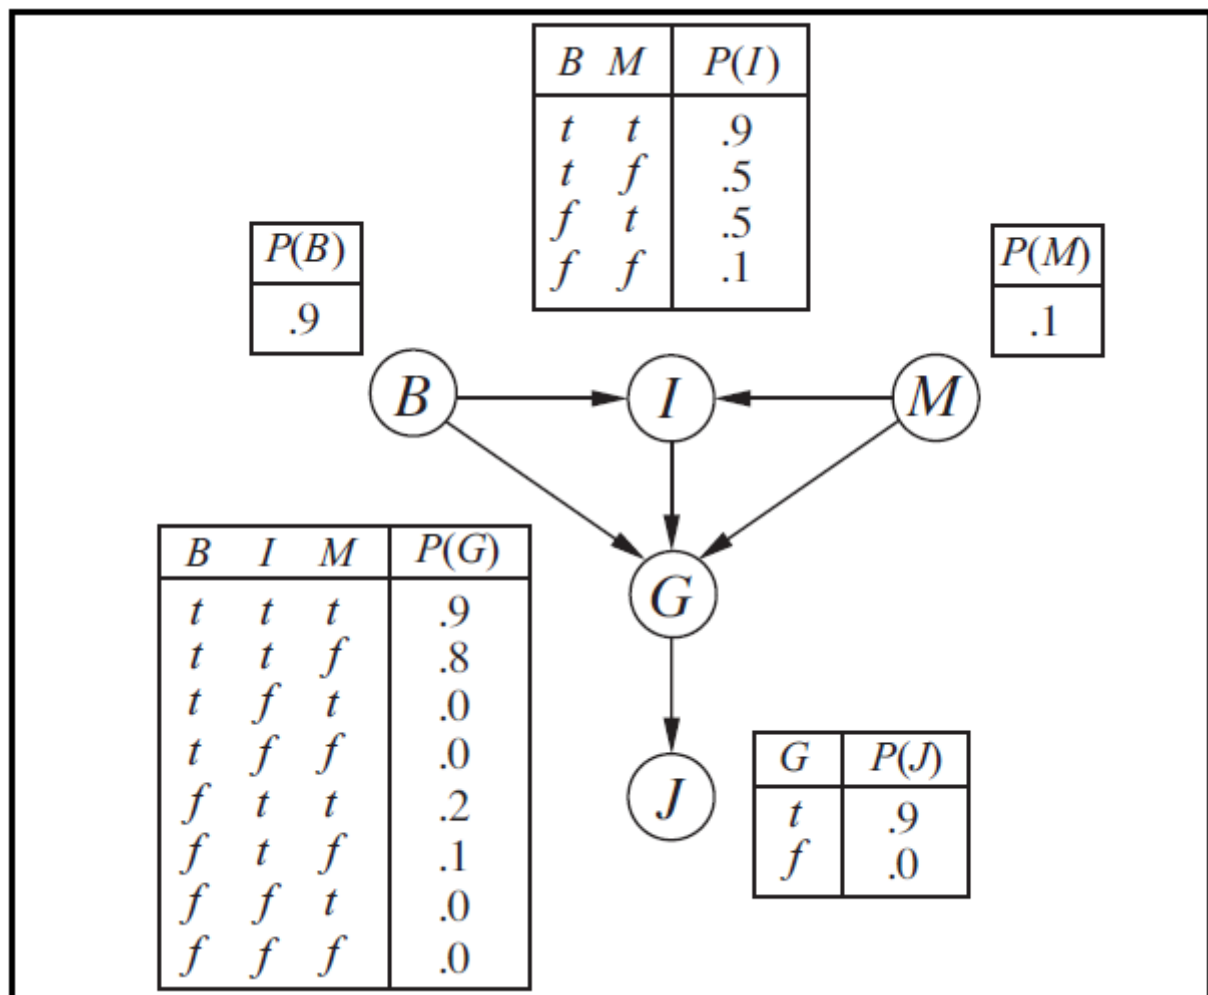 B M P(I)
t t .9
t f .5
f t .5
f f .1
P(B)
.9
P(M)
.1
B
I
M
B I M P(G)
t t t .9
t t f .8
t f t .0
t f f .0
f t t .2
f t f .1
f f t .0
f f f .0
G
J
G P(J)
t .9
f .0